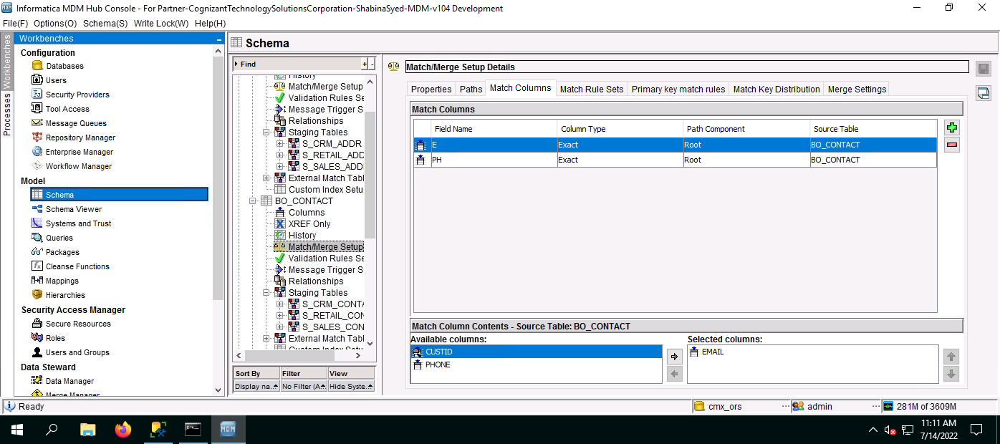 Informatica MDM Hub Console - For Partner-CognizantTechnologySolutionsCorporation-ShabinaSyed-MDM-v104 Development
File(F) Options(O) Schema(S) Write Lock(W) Help(H)
Workbenches
Processes
Workbenches
Configuration
Databases
Users
Security Providers
Tool Access
Message Queues
Repository Manager
Enterprise Manager
Workflow Manager
Model
Schema
Schema Viewer
Systems and Trust
Queries
Packages
Cleanse Functions
Mappings
Hierarchies
Security Access Manager
Secure Resources
Roles
Users and Groups
Data Steward
Data Manager
Merge Manager
Schema
Find
+ -
History
Match/Merge Setup
Validation Rules Se
Message Trigger S
Relationships
Staging Tables
S_CRM_ADDR
S_RETAIL_ADD
S_SALES_ADD
External Match Tabl
Custom Index Setu
BO_CONTACT
Columns
XREF Only
History
Match/Merge Setup
Validation Rules Se
Message Trigger S
Relationships
Staging Tables
S_CRM_CONTA
S_RETAIL_CON
S_SALES_CON
External Match Tabl
Custom Index Setu
Sort By Filter View
Display na... No Filter (A... Hide Syste...
Match/Merge Setup Details
Properties Paths Match Columns Match Rule Sets Primary key match rules Match Key Distribution Merge Settings
Match Columns
Field Name Column Type Path Component Source Table
E Exact Root BO_CONTACT
PH Exact Root BO_CONTACT
Match Column Contents - Source Table: BO_CONTACT
Available columns: Selected columns:
CUSTID EMAIL
PHONE
Ready cmx_ors ... admin ... 281M of 3609M
MDM
11:11 AM
7/14/2022